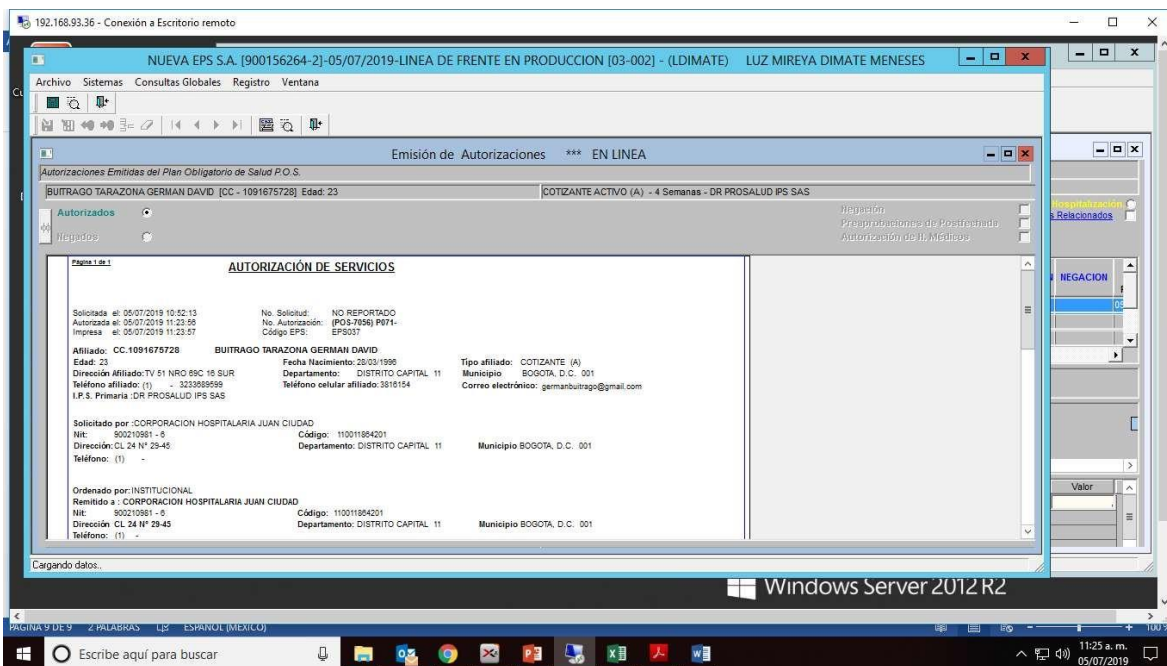 192.168.93.36 - Conexión a Escritorio remoto
NUEVA EPS S.A. [900156264-2]-05/07/2019-LINEA DE FRENTE EN PRODUCCION [03-002] - (LDIMATE) LUZ MIREYA DIMATE MENESES
Archivo Sistemas Consultas Globales Registro Ventana
Emisión de Autorizaciones *** EN LINEA
Autorizaciones Emitidas del Plan Obligatorio de Salud P.O.S.
BUITRAGO TARAZONA GERMAN DAVID [CC - 1091675728] Edad: 23 COTIZANTE ACTIVO (A) - 4 Semanas - DR PROSALUD IPS SAS
Autorizados Negación
Preaprobaciones de Postfechada
Negados Autorización de H. Médicos
Hospitalización
s Relacionados
NEGACION
Página 1 de 1
AUTORIZACIÓN DE SERVICIOS
Solicitada el: 05/07/2019 10:52:13 No. Solicitud: NO REPORTADO
Autorizada el: 05/07/2019 11:23:56 No. Autorización: (POS-7056) P071-
Impresa el: 05/07/2019 11:23:57 Código EPS: EPS037
Afiliado: CC.1091675728 BUITRAGO TARAZONA GERMAN DAVID
Edad: 23 Fecha Nacimiento: 28/03/1996 Tipo afiliado: COTIZANTE (A)
Dirección Afiliado: TV 51 NRO 69C 16 SUR Departamento: DISTRITO CAPITAL 11 Municipio BOGOTA, D.C. 001
Teléfono afiliado: (1) - 3233689599 Teléfono celular afiliado: 3816154 Correo electrónico: germanbuitrago@gmail.com
I.P.S. Primaria : DR PROSALUD IPS SAS
Solicitado por : CORPORACION HOSPITALARIA JUAN CIUDAD
Nit: 900210981 - 6 Código: 110011864201
Dirección: CL 24 N° 29-45 Departamento: DISTRITO CAPITAL 11 Municipio BOGOTA, D.C. 001
Teléfono: (1) -
Ordenado por: INSTITUCIONAL
Remitido a : CORPORACION HOSPITALARIA JUAN CIUDAD
Nit: 900210981 - 6 Código: 110011864201
Dirección CL 24 N° 29-45 Departamento: DISTRITO CAPITAL 11 Municipio BOGOTA, D.C. 001
Teléfono: (1) -
Valor
Cargando datos..
Windows Server 2012 R2
PÁGINA 9 DE 9 2 PALABRAS ESPAÑOL (MÉXICO) 100
Escribe aquí para buscar
11:25 a. m.
05/07/2019